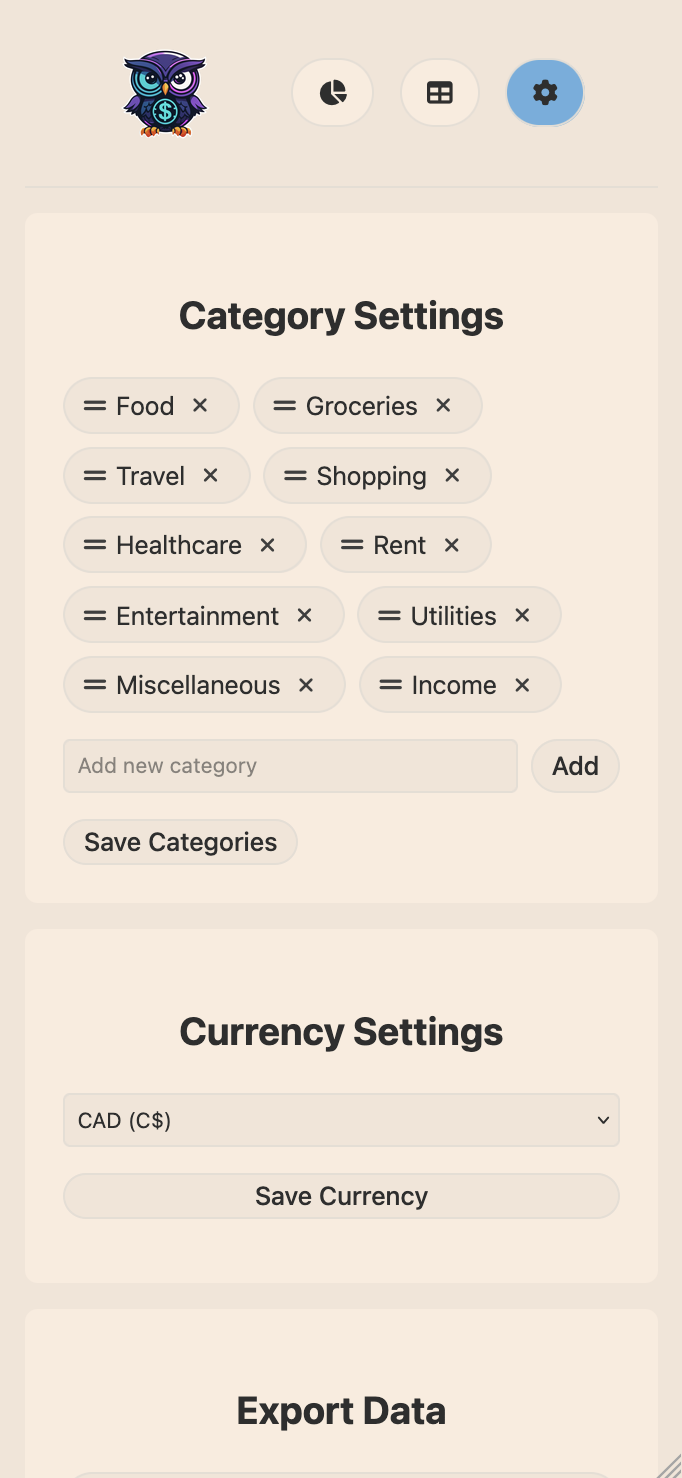 $
Category Settings
Food × Groceries ×
Travel × Shopping ×
Healthcare × Rent ×
Entertainment × Utilities ×
Miscellaneous × Income ×
Add new category Add
Save Categories
Currency Settings
CAD (C$)
Save Currency
Export Data